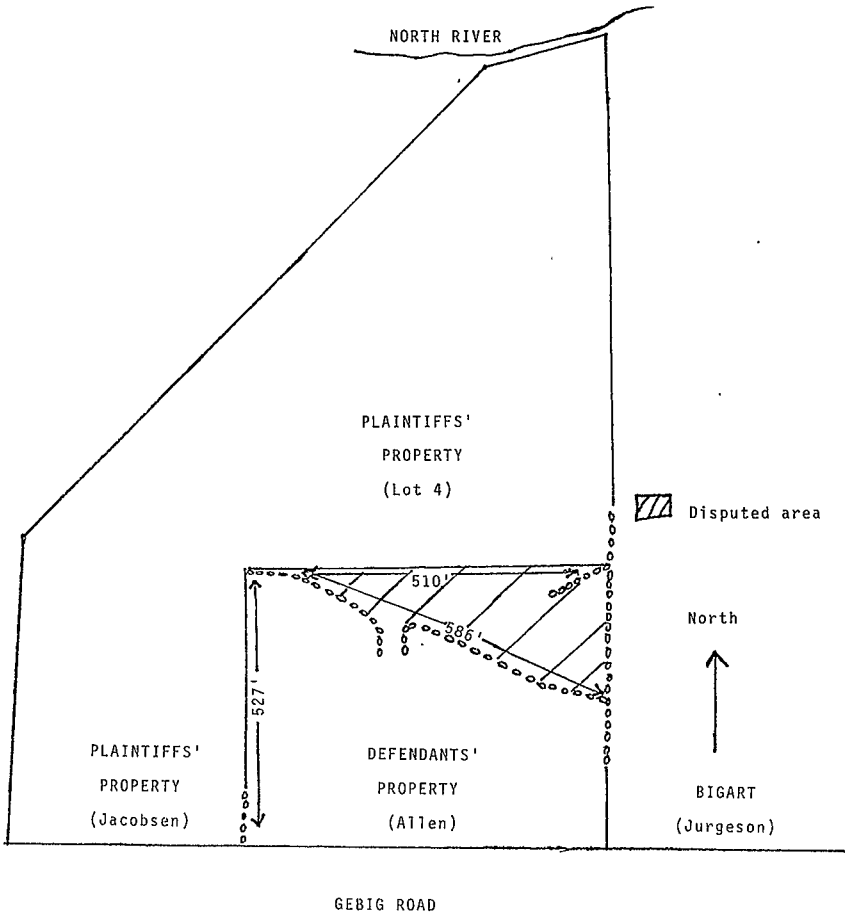 NORTH RIVER
PLAINTIFFS'
PROPERTY
(Lot 4)
Disputed area
510'
586'
527'
North
PLAINTIFFS'
PROPERTY
(Jacobsen)
DEFENDANTS'
PROPERTY
(Allen)
BIGART
(Jurgeson)
GEBIG ROAD